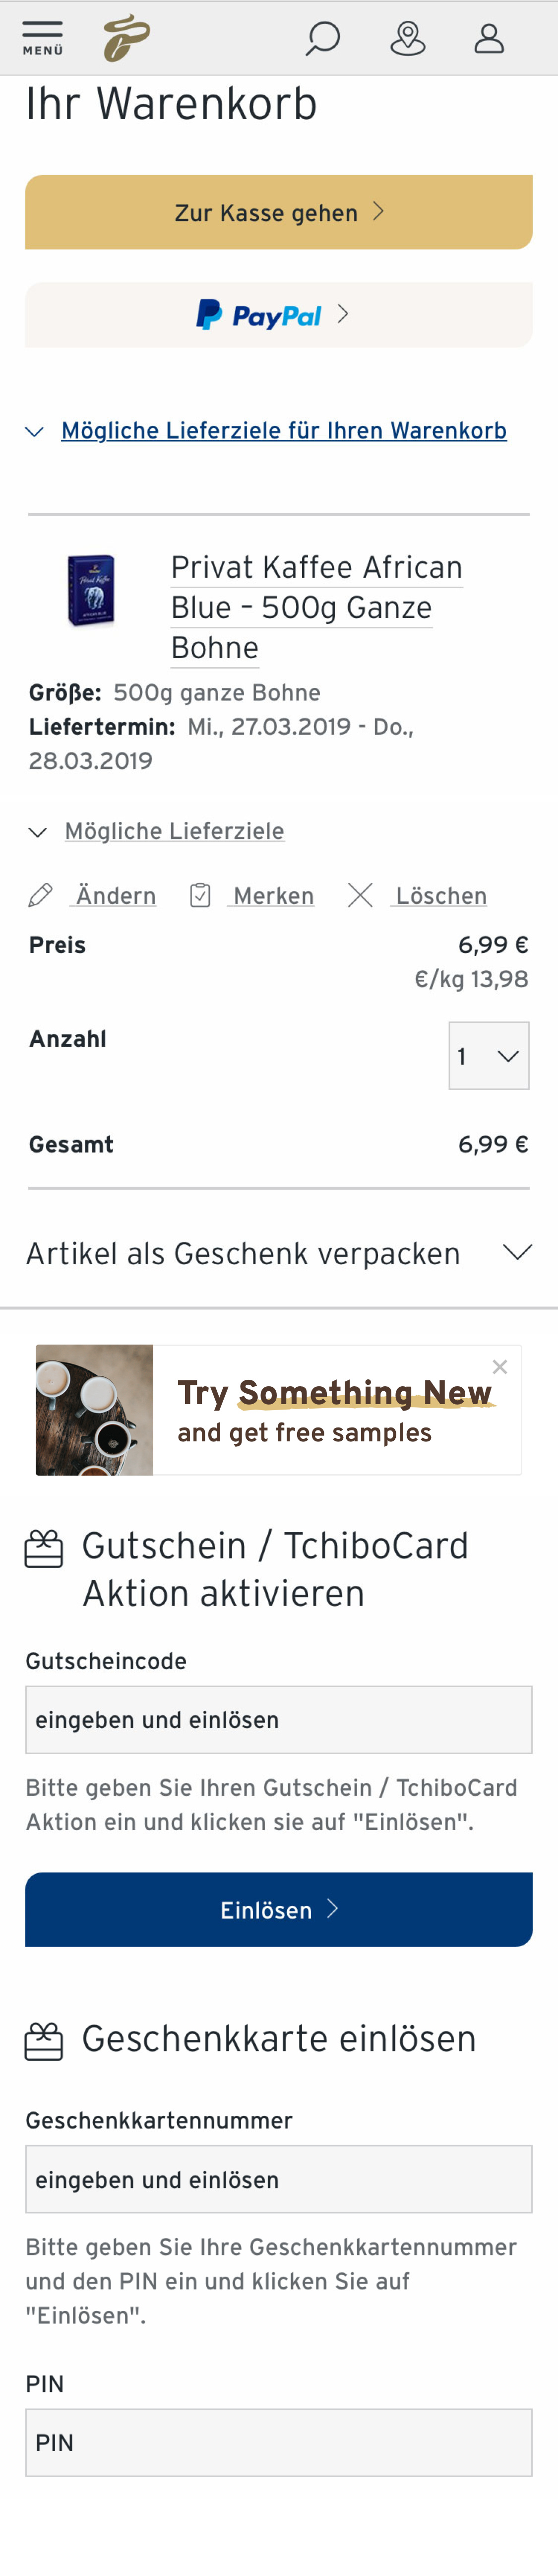 MENÜ
Ihr Warenkorb
Zur Kasse gehen
PayPal
Mögliche Lieferziele für Ihren Warenkorb
Privat Kaffee African
Blue – 500g Ganze
Bohne
Größe: 500g ganze Bohne
Liefertermin: Mi., 27.03.2019 - Do.,
28.03.2019
Mögliche Lieferziele
Ändern Merken Löschen
Preis 6,99 €
€/kg 13,98
Anzahl 1
Gesamt 6,99 €
Artikel als Geschenk verpacken
Try Something New
and get free samples
Gutschein / TchiboCard
Aktion aktivieren
Gutscheincode
eingeben und einlösen
Bitte geben Sie Ihren Gutschein / TchiboCard
Aktion ein und klicken sie auf "Einlösen".
Einlösen
Geschenkkarte einlösen
Geschenkkartennummer
eingeben und einlösen
Bitte geben Sie Ihre Geschenkkartennummer
und den PIN ein und klicken Sie auf
"Einlösen".
PIN
PIN